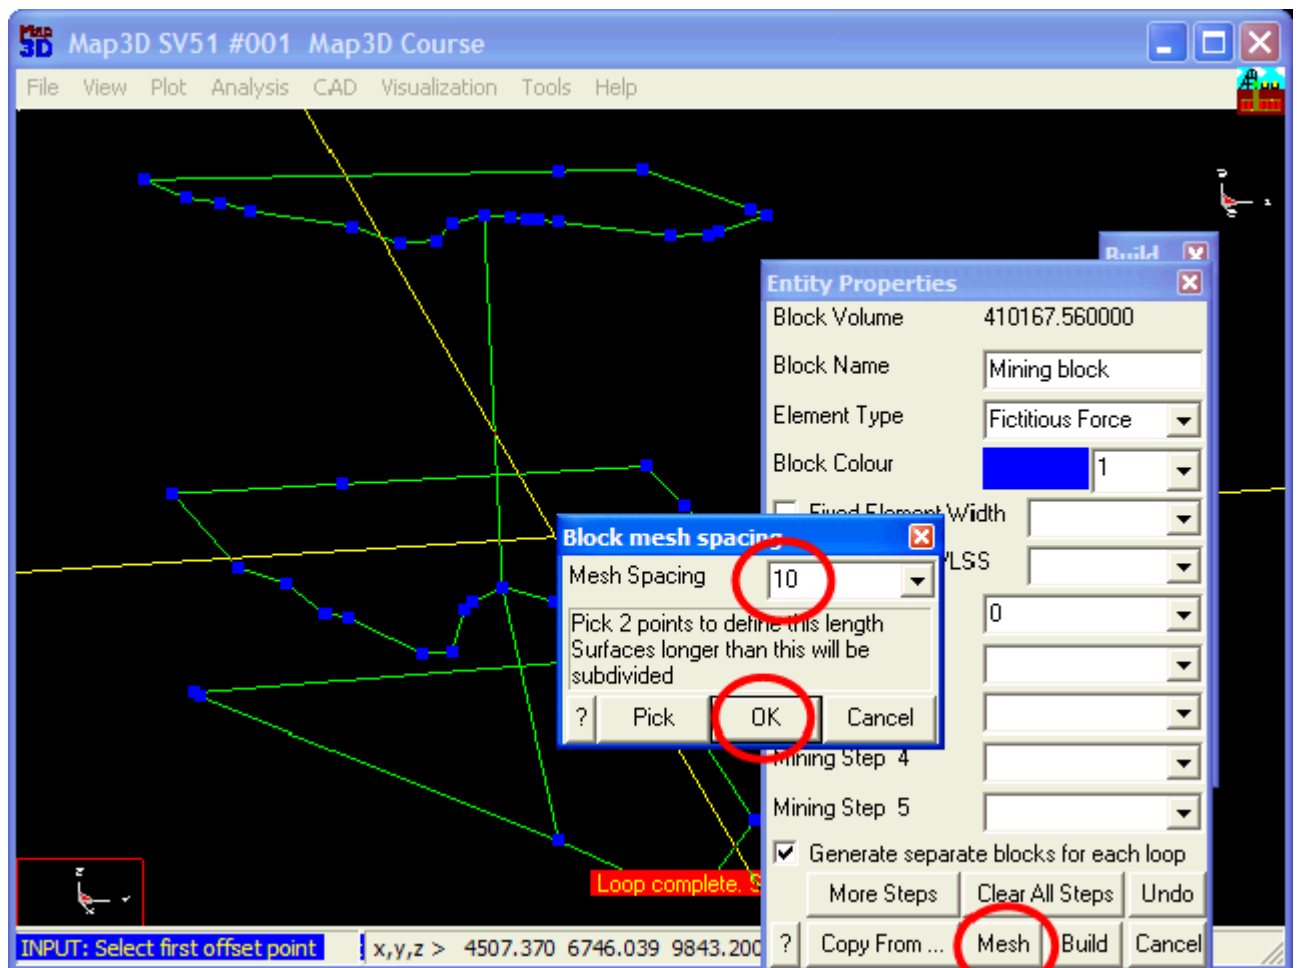 Map3D SV51 #001 Map3D Course
File View Plot Analysis CAD Visualization Tools Help
Build
Entity Properties
Block Volume 410167.560000
Block Name Mining block
Element Type Fictitious Force
Block Colour 1
Fixed Element Width
Block mesh spacing
Mesh Spacing 10
/LSS
0
Pick 2 points to define this length
Surfaces longer than this will be
subdivided
? Pick OK Cancel
Mining Step 4
Mining Step 5
Generate separate blocks for each loop
Loop complete. S
More Steps Clear All Steps Undo
INPUT: Select first offset point x,y,z > 4507.370 6746.039 9843.200
? Copy From ... Mesh Build Cancel